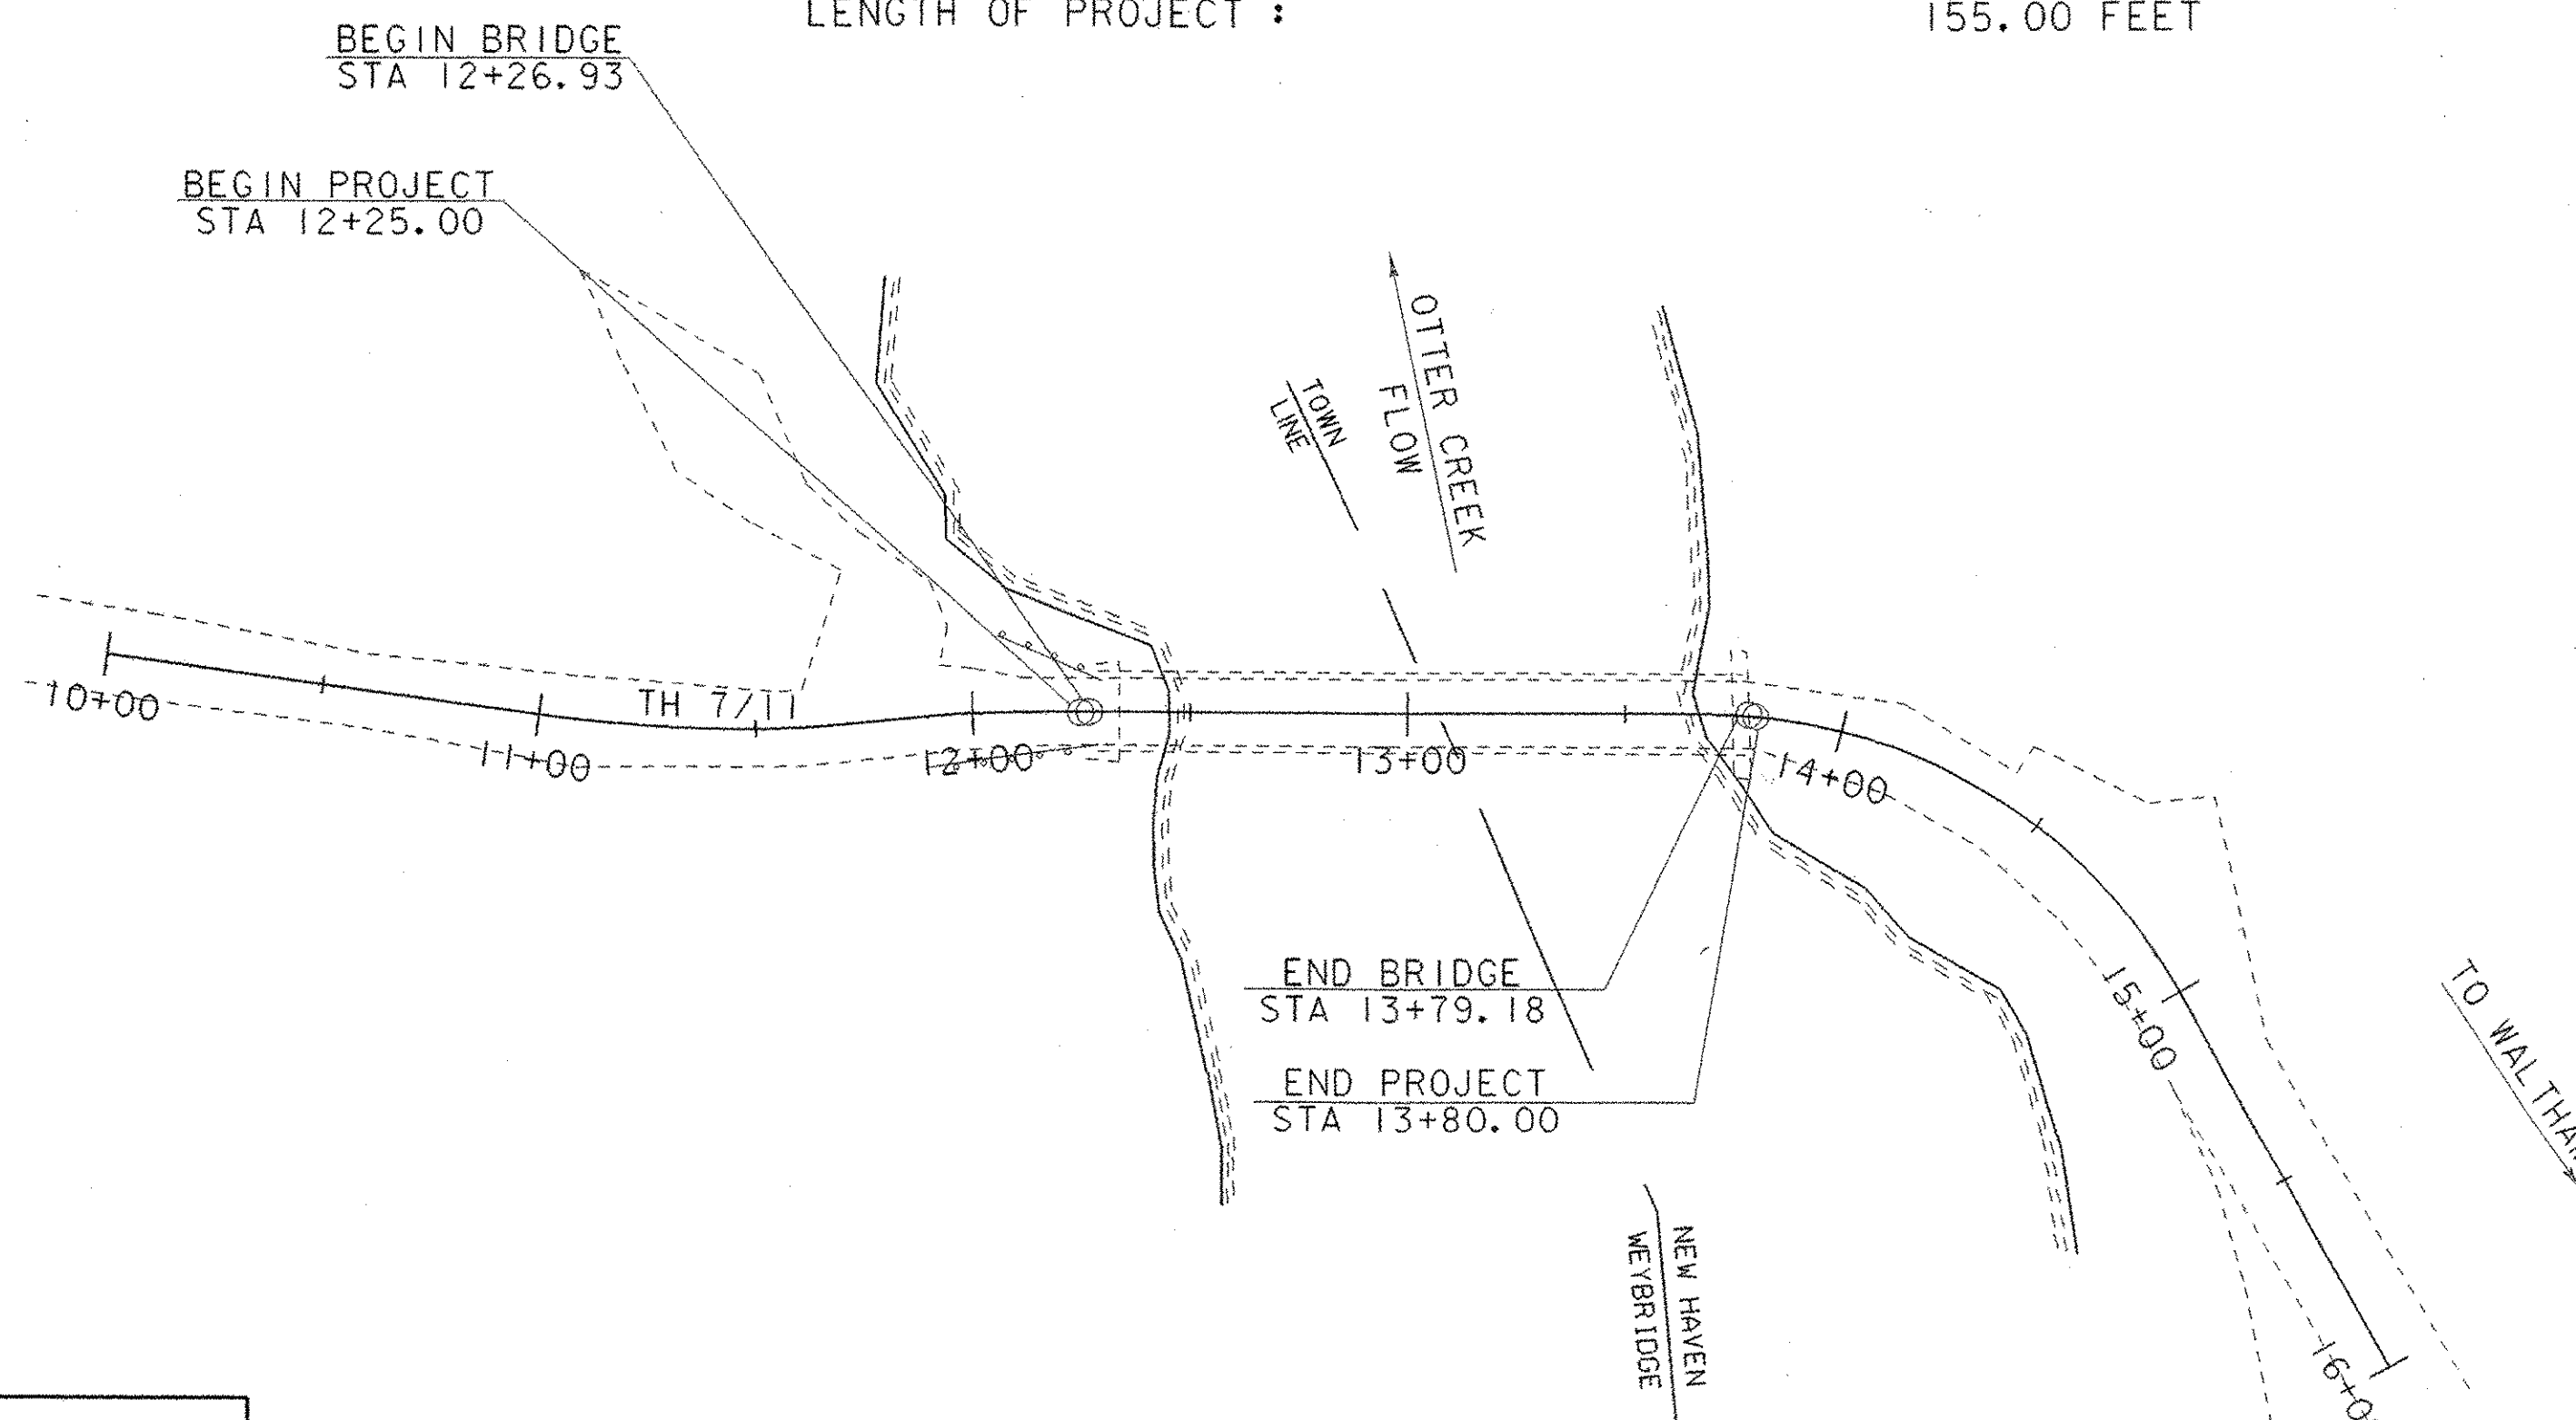 LENGTH OF PROJECT : 155.00 FEET
BEGIN BRIDGE
STA 12+26.93
BEGIN PROJECT
STA 12+25.00
OTTER CREEK
FLOW
TOWN
LINE
10+00
11+00
TH 7/11
12+00
13+00
14+00
15+00
END BRIDGE
STA 13+79.18
END PROJECT
STA 13+80.00
TO WALTHAM
NEW HAVEN
WEYBRIDGE